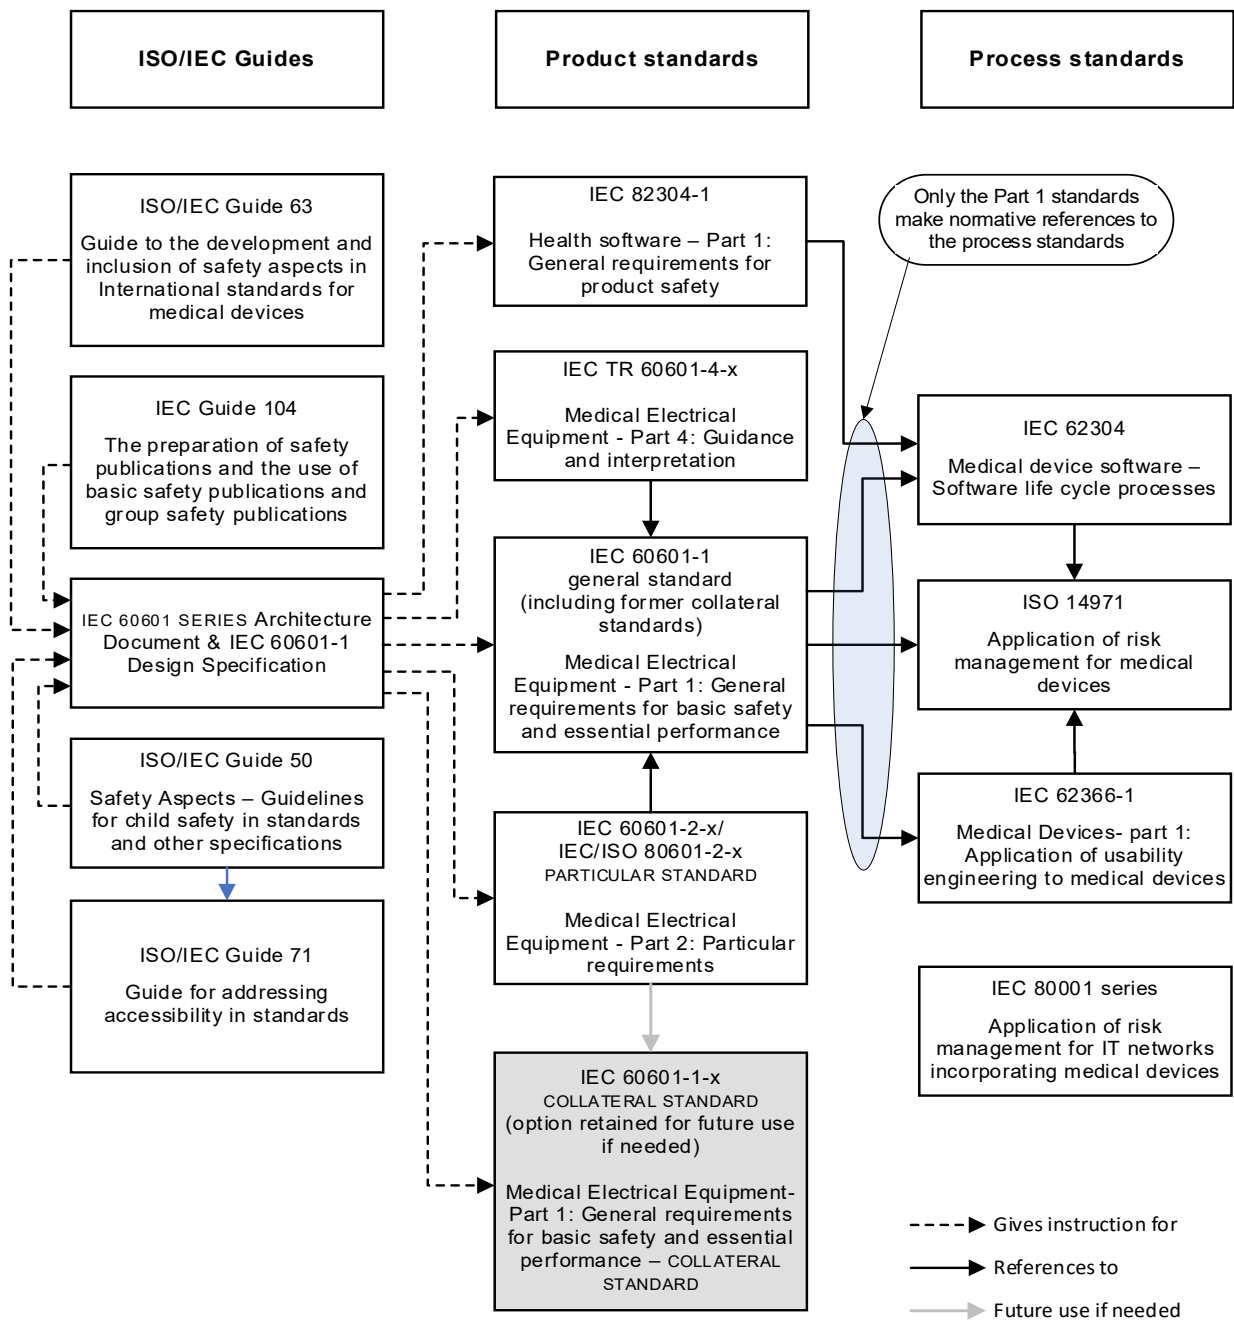 ISO/IEC Guides
Product standards
Process standards
ISO/IEC Guide 63
Guide to the development and
inclusion of safety aspects in
International standards for
medical devices
IEC Guide 104
The preparation of safety
publications and the use of
basic safety publications and
group safety publications
IEC 60601 SERIES Architecture
Document & IEC 60601-1
Design Specification
ISO/IEC Guide 50
Safety Aspects – Guidelines
for child safety in standards
and other specifications
ISO/IEC Guide 71
Guide for addressing
accessibility in standards
IEC 82304-1
Health software – Part 1:
General requirements for
product safety
IEC TR 60601-4-x
Medical Electrical
Equipment - Part 4: Guidance
and interpretation
IEC 60601-1
general standard
(including former collateral
standards)
Medical Electrical
Equipment - Part 1: General
requirements for basic safety
and essential performance
IEC 60601-2-x/
IEC/ISO 80601-2-x
PARTICULAR STANDARD
Medical Electrical
Equipment - Part 2: Particular
requirements
IEC 60601-1-x
COLLATERAL STANDARD
(option retained for future use
if needed)
Medical Electrical Equipment-
Part 1: General requirements
for basic safety and essential
performance – COLLATERAL
STANDARD
Only the Part 1 standards
make normative references to
the process standards
IEC 62304
Medical device software –
Software life cycle processes
ISO 14971
Application of risk
management for medical
devices
IEC 62366-1
Medical Devices- part 1:
Application of usability
engineering to medical devices
IEC 80001 series
Application of risk
management for IT networks
incorporating medical devices
Gives instruction for
References to
Future use if needed